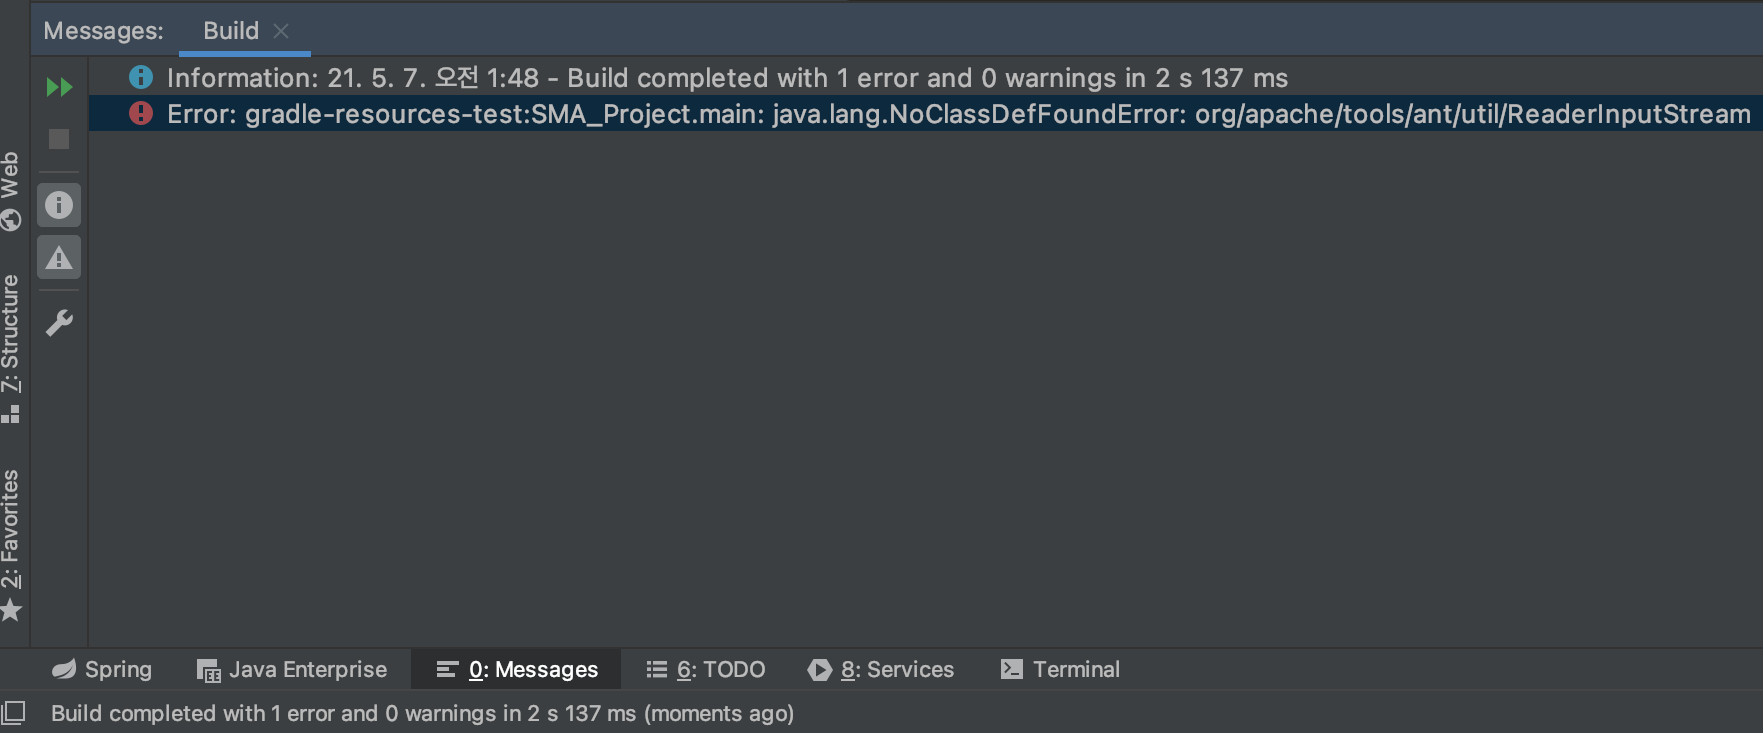 Messages: Build
Information: 21. 5. 7. 오전 1:48 - Build completed with 1 error and 0 warnings in 2 s 137 ms
Error: gradle-resources-test:SMA_Project.main: java.lang.NoClassDefFoundError: org/apache/tools/ant/util/ReaderInputStream
Web
7: Structure
2: Favorites
Spring Java Enterprise 0: Messages 6: TODO 8: Services Terminal
Build completed with 1 error and 0 warnings in 2 s 137 ms (moments ago)